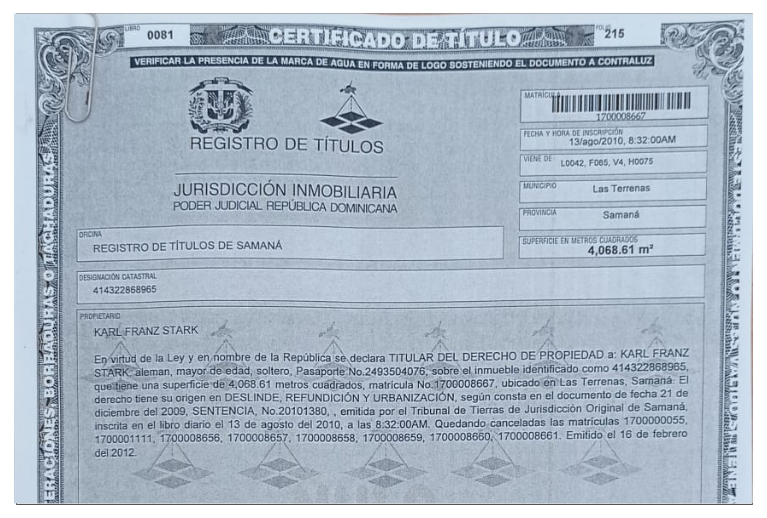 LIBRO 0081 CERTIFICADO DE TÍTULO FOLIO 215
VERIFICAR LA PRESENCIA DE LA MARCA DE AGUA EN FORMA DE LOGO SOSTENIENDO EL DOCUMENTO A CONTRALUZ
REGISTRO DE TÍTULOS
JURISDICCIÓN INMOBILIARIA
PODER JUDICIAL REPÚBLICA DOMINICANA
MATRÍCULA
1700008667
FECHA Y HORA DE INSCRIPCIÓN
13/ago/2010, 8:32:00AM
VIENE DE L0042, F065, V4, H0075
MUNICIPIO Las Terrenas
PROVINCIA Samaná
SUPERFICIE EN METROS CUADRADOS
4,068.61 m²
OFICINA
REGISTRO DE TÍTULOS DE SAMANÁ
DESIGNACIÓN CATASTRAL
414322868965
PROPIETARIO
KARL FRANZ STARK
En virtud de la Ley y en nombre de la República se declara TITULAR DEL DERECHO DE PROPIEDAD a: KARL FRANZ
STARK, aleman, mayor de edad, soltero, Pasaporte No.2493504076, sobre el inmueble identificado como 414322868965,
que tiene una superficie de 4,068.61 metros cuadrados, matrícula No.1700008667, ubicado en Las Terrenas, Samaná. El
derecho tiene su origen en DESLINDE, REFUNDICIÓN Y URBANIZACIÓN, según consta en el documento de fecha 21 de
diciembre del 2009, SENTENCIA, No.20101380, , emitida por el Tribunal de Tierras de Jurisdicción Original de Samaná,
inscrita en el libro diario el 13 de agosto del 2010, a las 8:32:00AM. Quedando canceladas las matrículas 1700000055,
1700001111, 1700008656, 1700008657, 1700008658, 1700008659, 1700008660, 1700008661. Emitido el 16 de febrero
del 2012.
ERACIONES, BORRADURAS O TACHADURAS